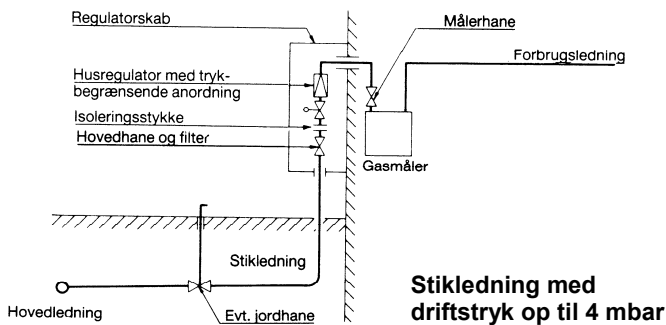 Regulatorskab
Målerhane
Forbrugsledning
Husregulator med tryk-
begrænsende anordning
Isoleringsstykke
Hovedhane og filter
Gasmåler
Stikledning
Hovedledning
Evt. jordhane
Stikledning med
driftstryk op til 4 mbar